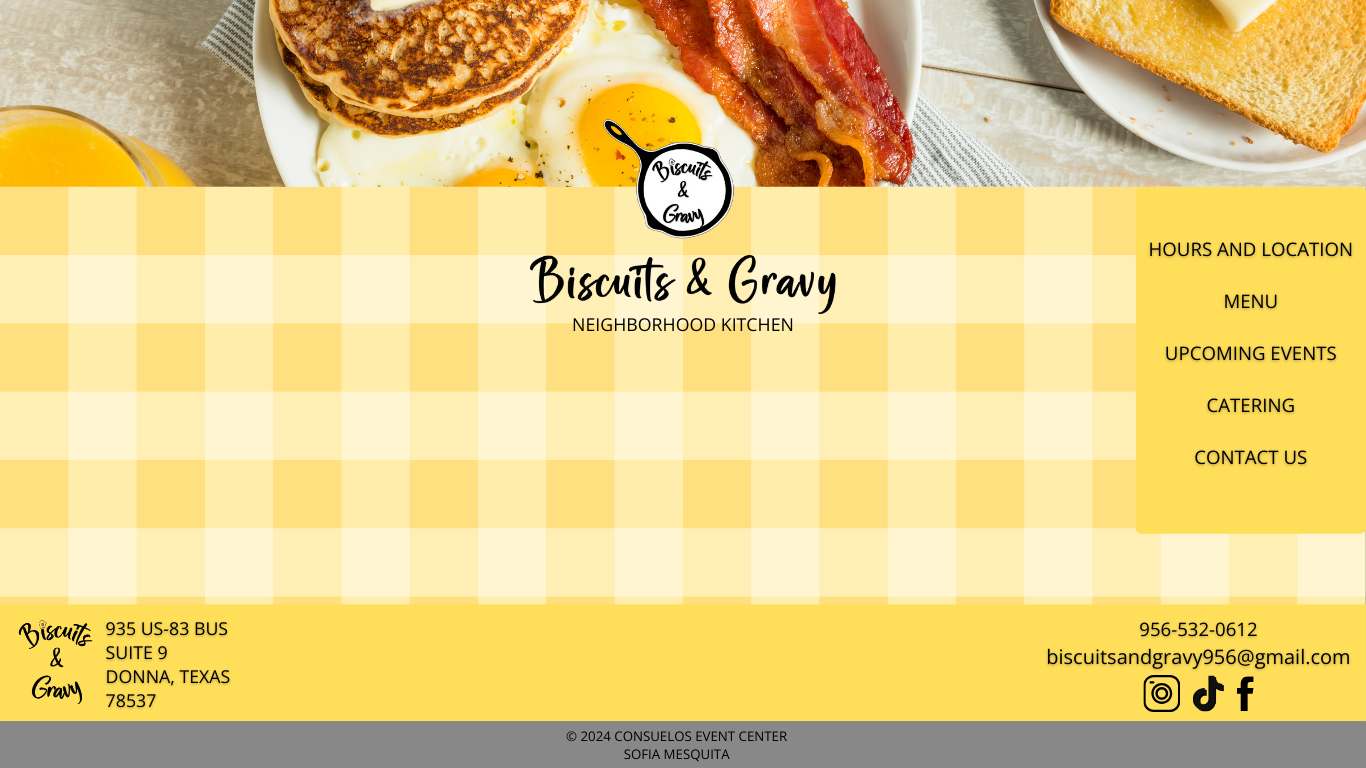 Biscuits
&
Gravy
Biscuits & Gravy
NEIGHBORHOOD KITCHEN
HOURS AND LOCATION
MENU
UPCOMING EVENTS
CATERING
CONTACT US
Biscuits
&
Gravy
935 US-83 BUS
SUITE 9
DONNA, TEXAS
78537
956-532-0612
biscuitsandgravy956@gmail.com
© 2024 CONSUELOS EVENT CENTER
SOFIA MESQUITA